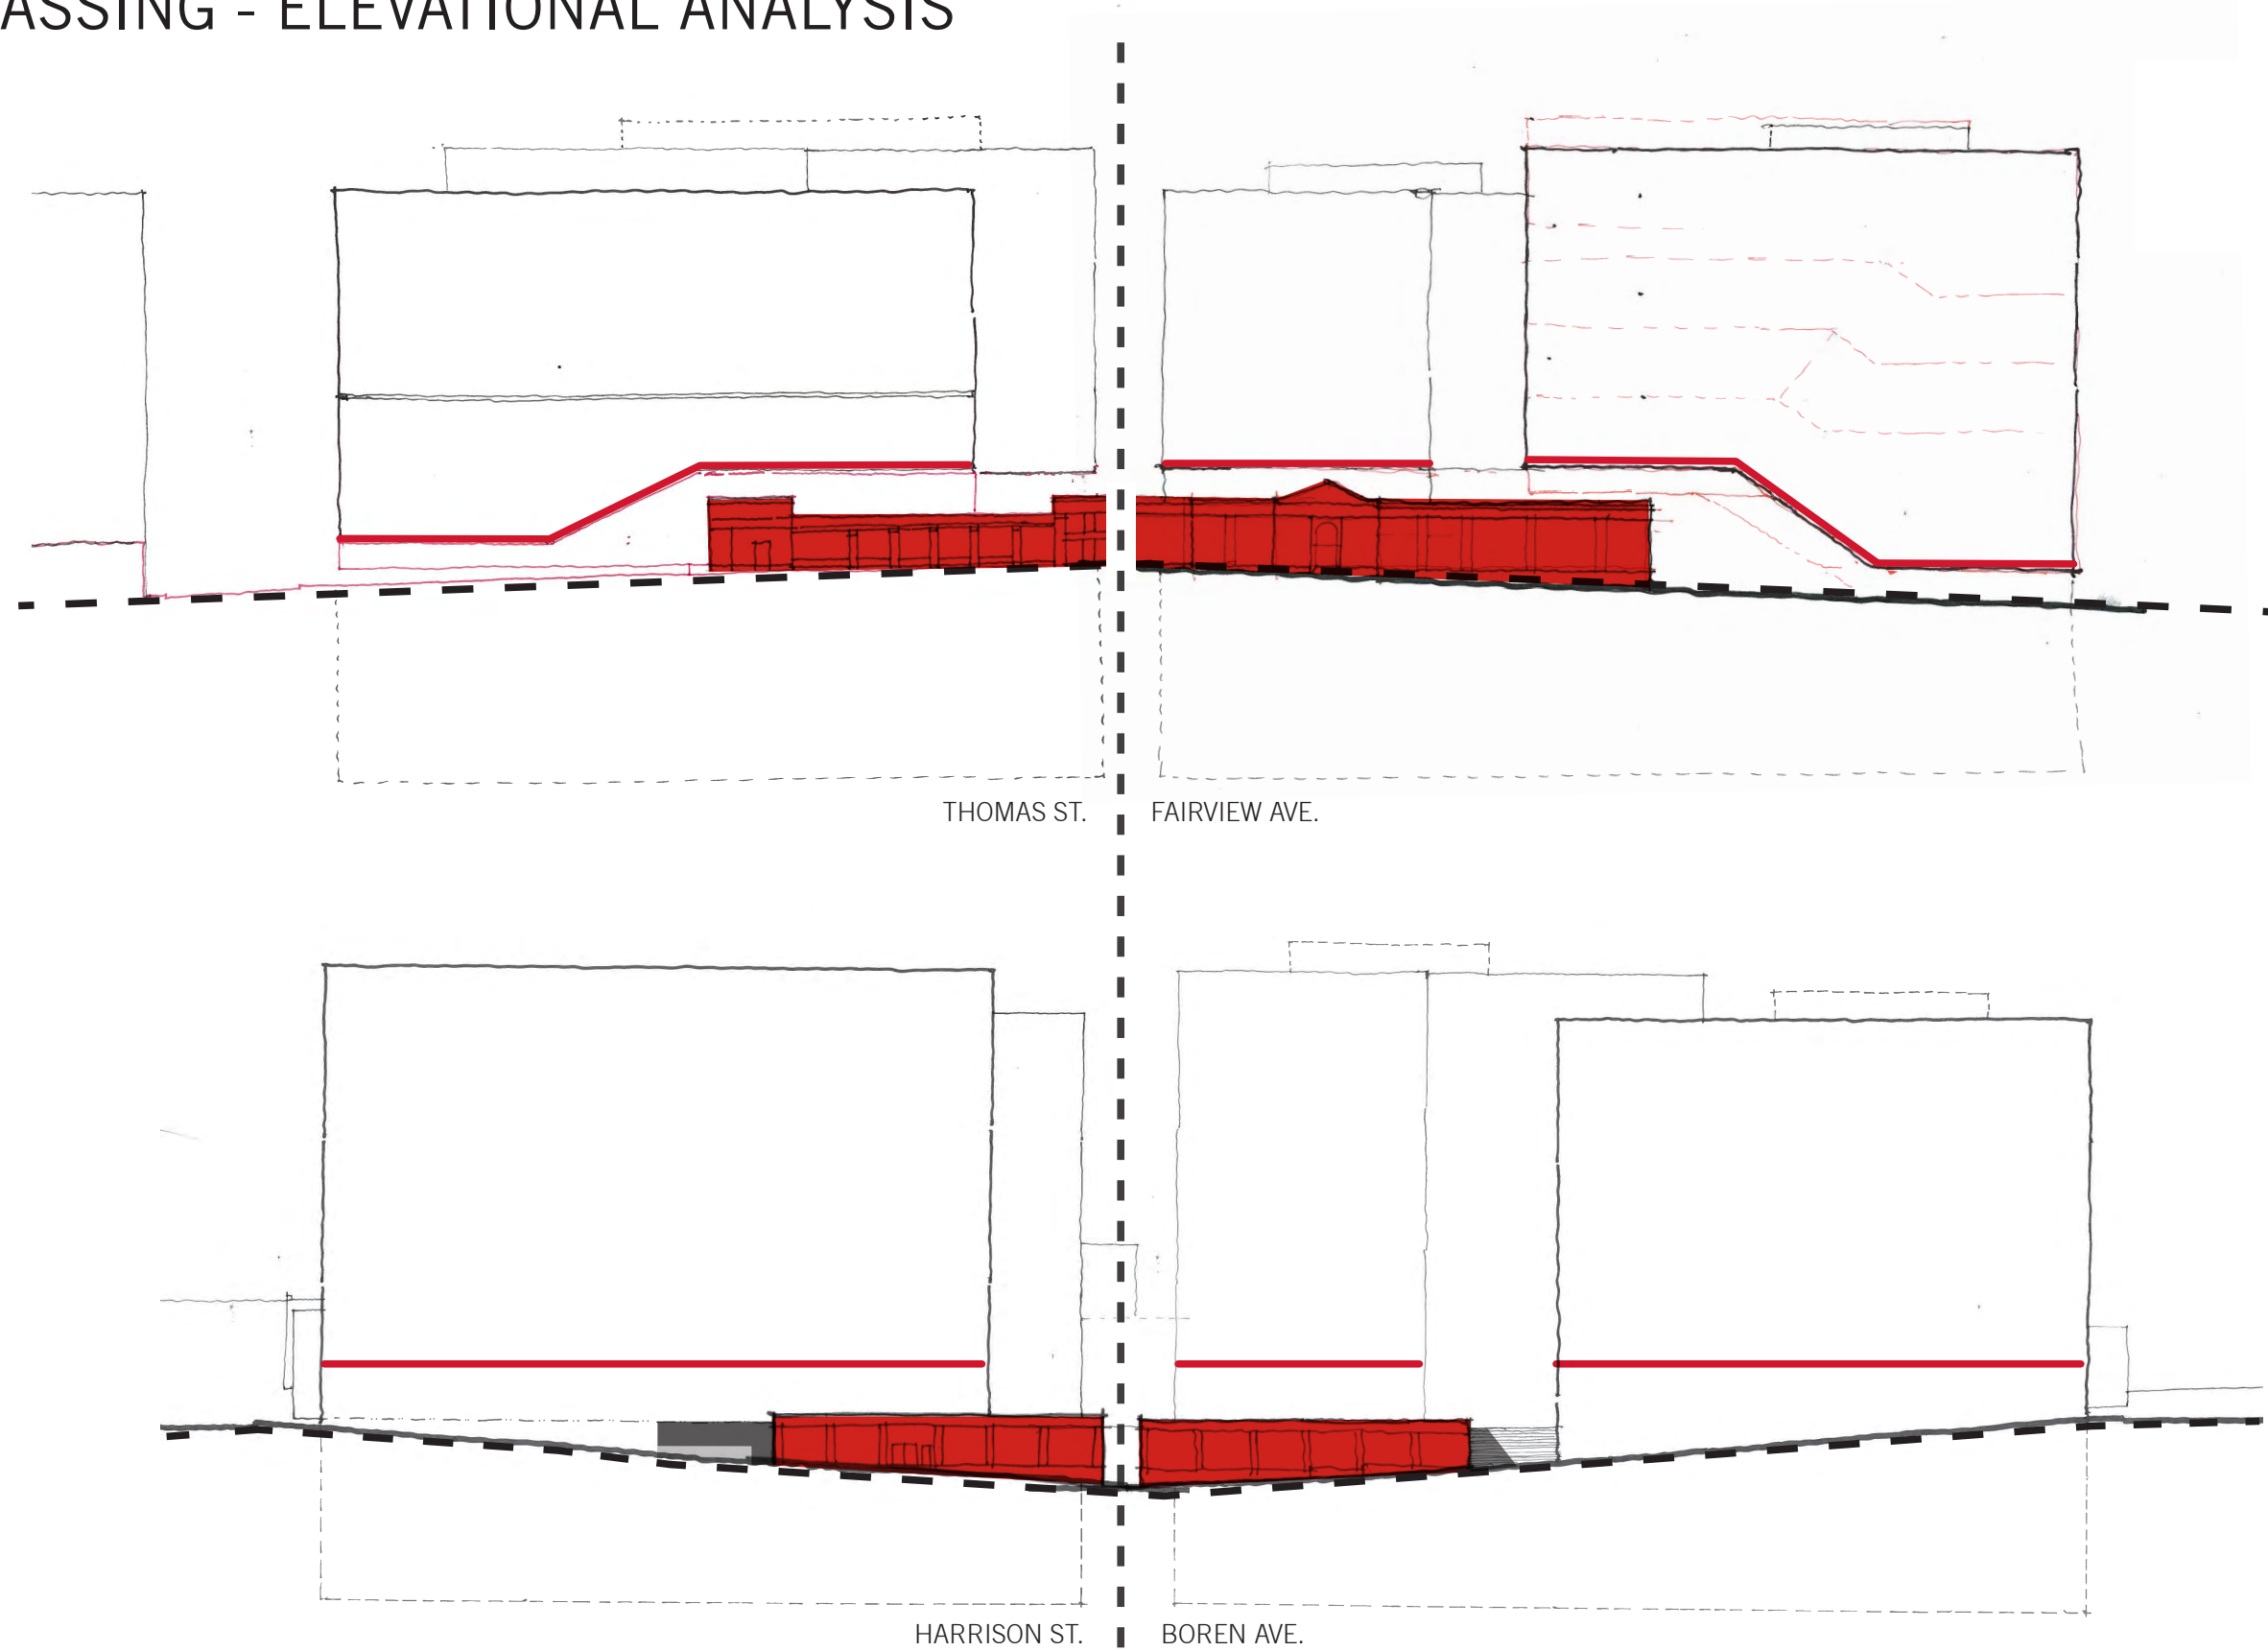 ASSING - ELEVATIONAL ANALYSIS
THOMAS ST.
FAIRVIEW AVE.
HARRISON ST.
BOREN AVE.